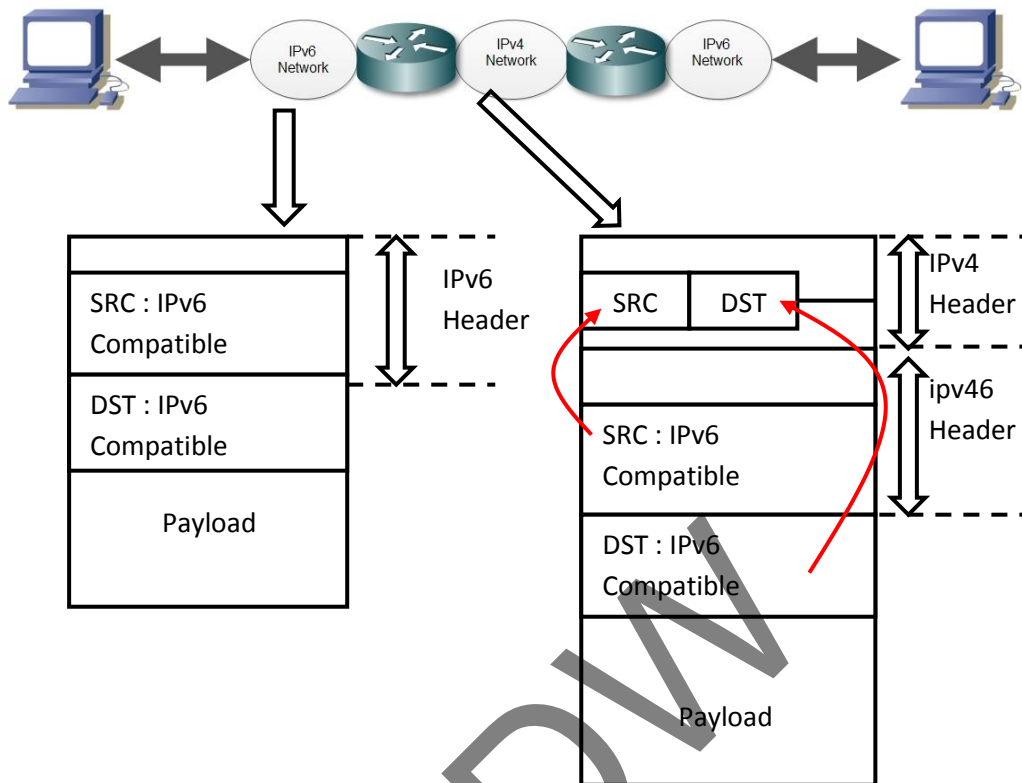 IPv6
Network
IPv4
Network
IPv6
Network
SRC : IPv6
Compatible
DST : IPv6
Compatible
Payload
IPv6
Header
SRC DST
SRC : IPv6
Compatible
DST : IPv6
Compatible
Payload
IPv4
Header
ipv46
Header
DW